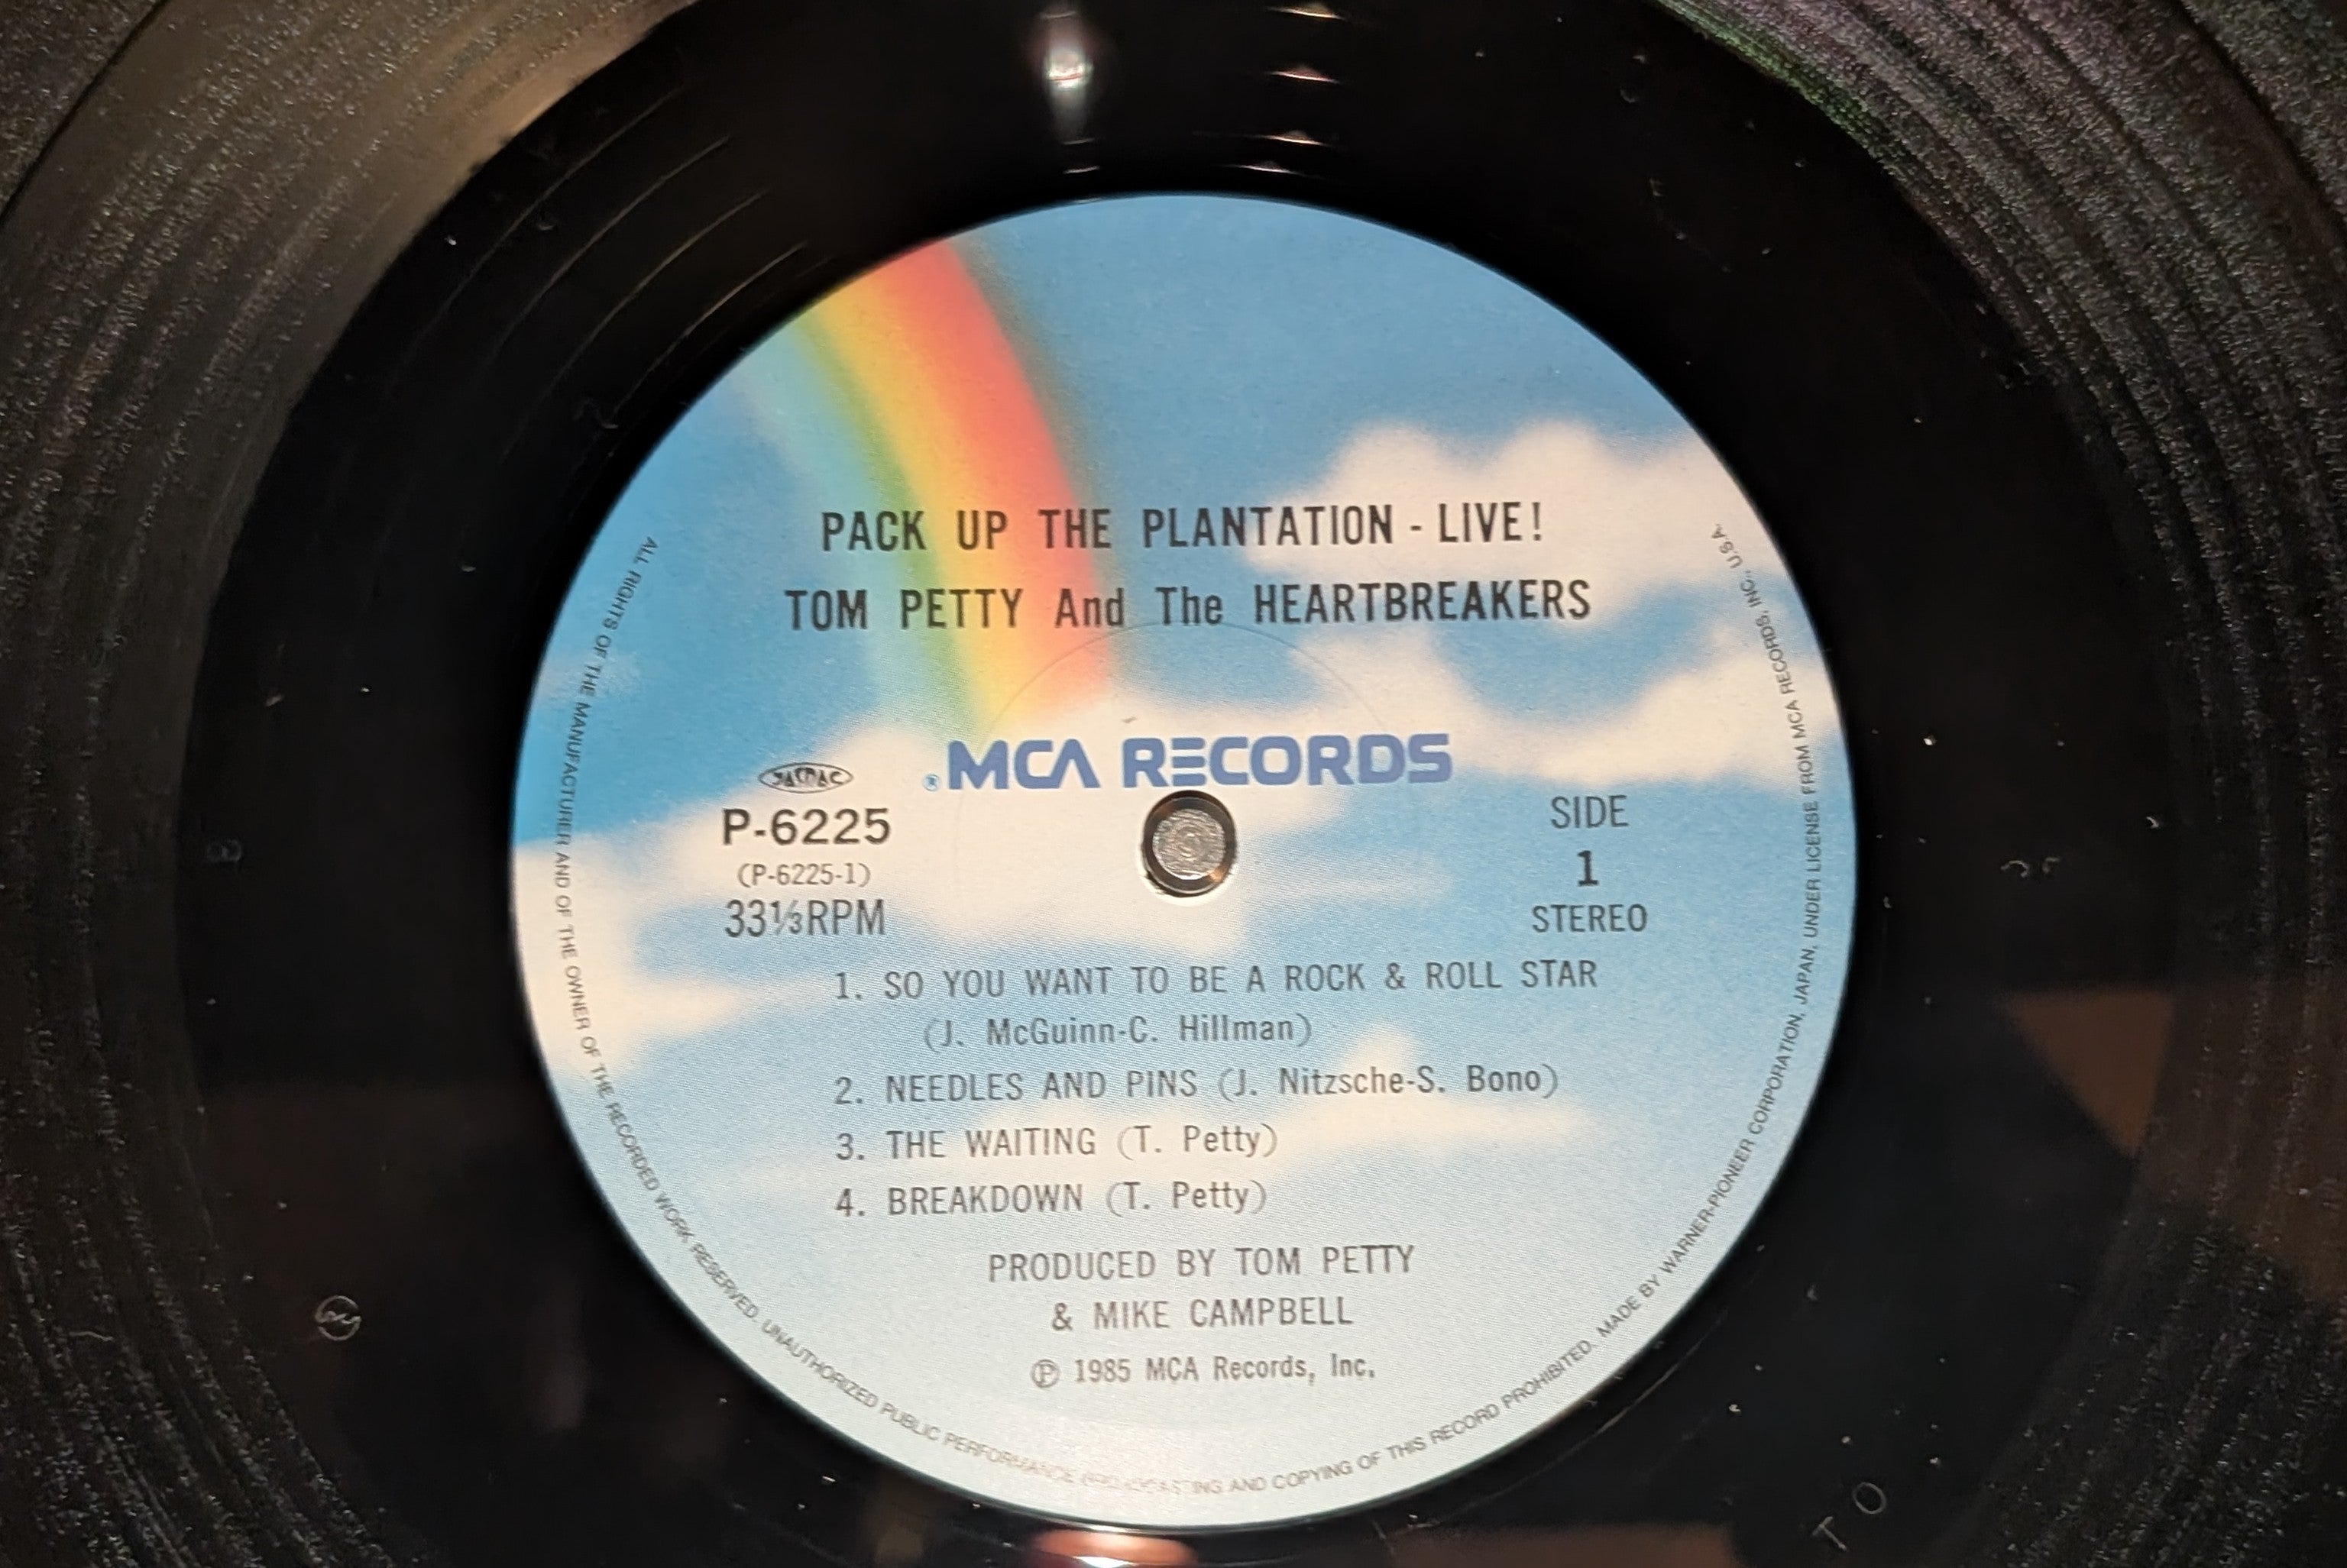 PACK UP THE PLANTATION - LIVE!
TOM PETTY And The HEARTBREAKERS
® MCA RECORDS
JASRAC
P-6225
(P-6225-1)
33⅓RPM
SIDE
1
STEREO
1. SO YOU WANT TO BE A ROCK & ROLL STAR
(J. McGuinn-C. Hillman)
2. NEEDLES AND PINS (J. Nitzsche-S. Bono)
3. THE WAITING (T. Petty)
4. BREAKDOWN (T. Petty)
PRODUCED BY TOM PETTY
& MIKE CAMPBELL
Ⓟ 1985 MCA Records, Inc.
ALL RIGHTS OF THE MANUFACTURER AND OF THE OWNER OF THE RECORDED WORK RESERVED. UNAUTHORIZED PUBLIC PERFORMANCE BROADCASTING AND COPYING OF THIS RECORD PROHIBITED. MADE BY WARNER-PIONEER CORPORATION, JAPAN, UNDER LICENSE FROM MCA RECORDS, INC., U.S.A.
TO